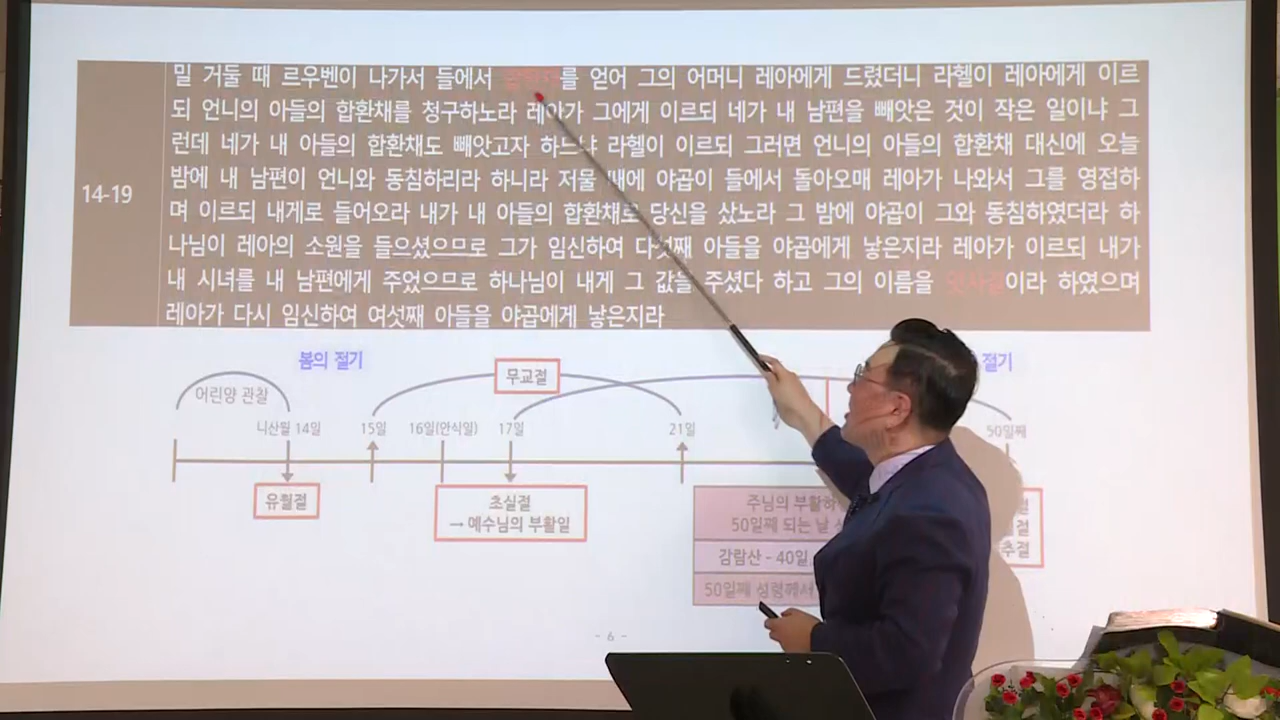 밀 거둘 때 르우벤이 나가서 들에서 합환채를 얻어 그의 어머니 레아에게 드렸더니 라헬이 레아에게 이르
되 언니의 아들의 합환채를 청구하노라 레아가 그에게 이르되 네가 내 남편을 빼앗은 것이 작은 일이냐 그
런데 네가 내 아들의 합환채도 빼앗고자 하느냐 라헬이 이르되 그러면 언니의 아들의 합환채 대신에 오늘
밤에 내 남편이 언니와 동침하리라 하니라 저물 때에 야곱이 들에서 돌아오매 레아가 나와서 그를 영접하
14-19
며 이르되 내게로 들어오라 내가 내 아들의 합환채로 당신을 샀노라 그 밤에 야곱이 그와 동침하였더라 하
나님이 레아의 소원을 들으셨으므로 그가 임신하여 다섯째 아들을 야곱에게 낳은지라 레아가 이르되 내가
내 시녀를 내 남편에게 주었으므로 하나님이 내게 그 값을 주셨다 하고 그의 이름을 잇사갈이라 하였으며
레아가 다시 임신하여 여섯째 아들을 야곱에게 낳은지라
봄의 절기
절기
무교절
어린양 관찰
니산월 14일
15일
16일(안식일)
17일
21일
50일째
유월절
초실절
→ 예수님의 부활일
주님의 부활하
50일째 되는 날
감람산 - 40일
50일째 성령께서
절
추절
- 6 -